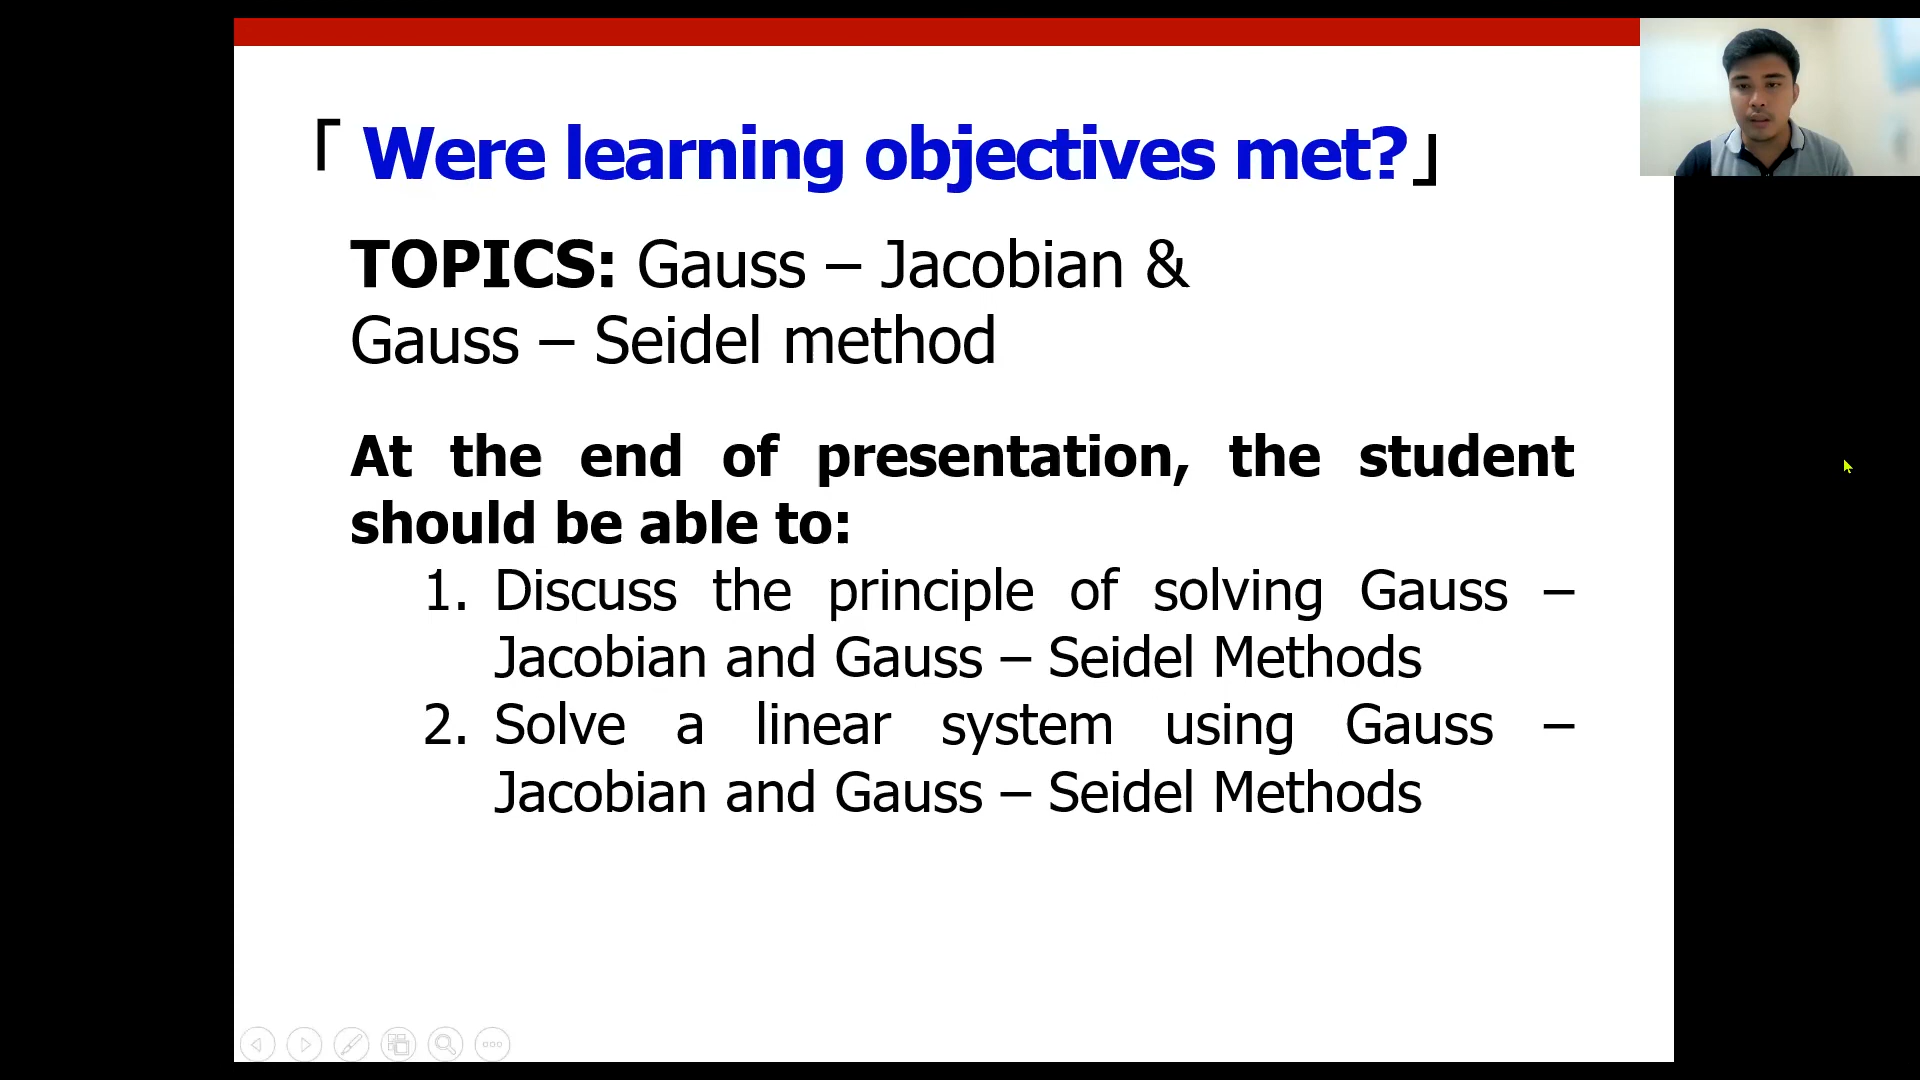 「 Were learning objectives met?」
TOPICS: Gauss – Jacobian &
Gauss – Seidel method
At the end of presentation, the student
should be able to:
1. Discuss the principle of solving Gauss –
Jacobian and Gauss – Seidel Methods
2. Solve a linear system using Gauss –
Jacobian and Gauss – Seidel Methods